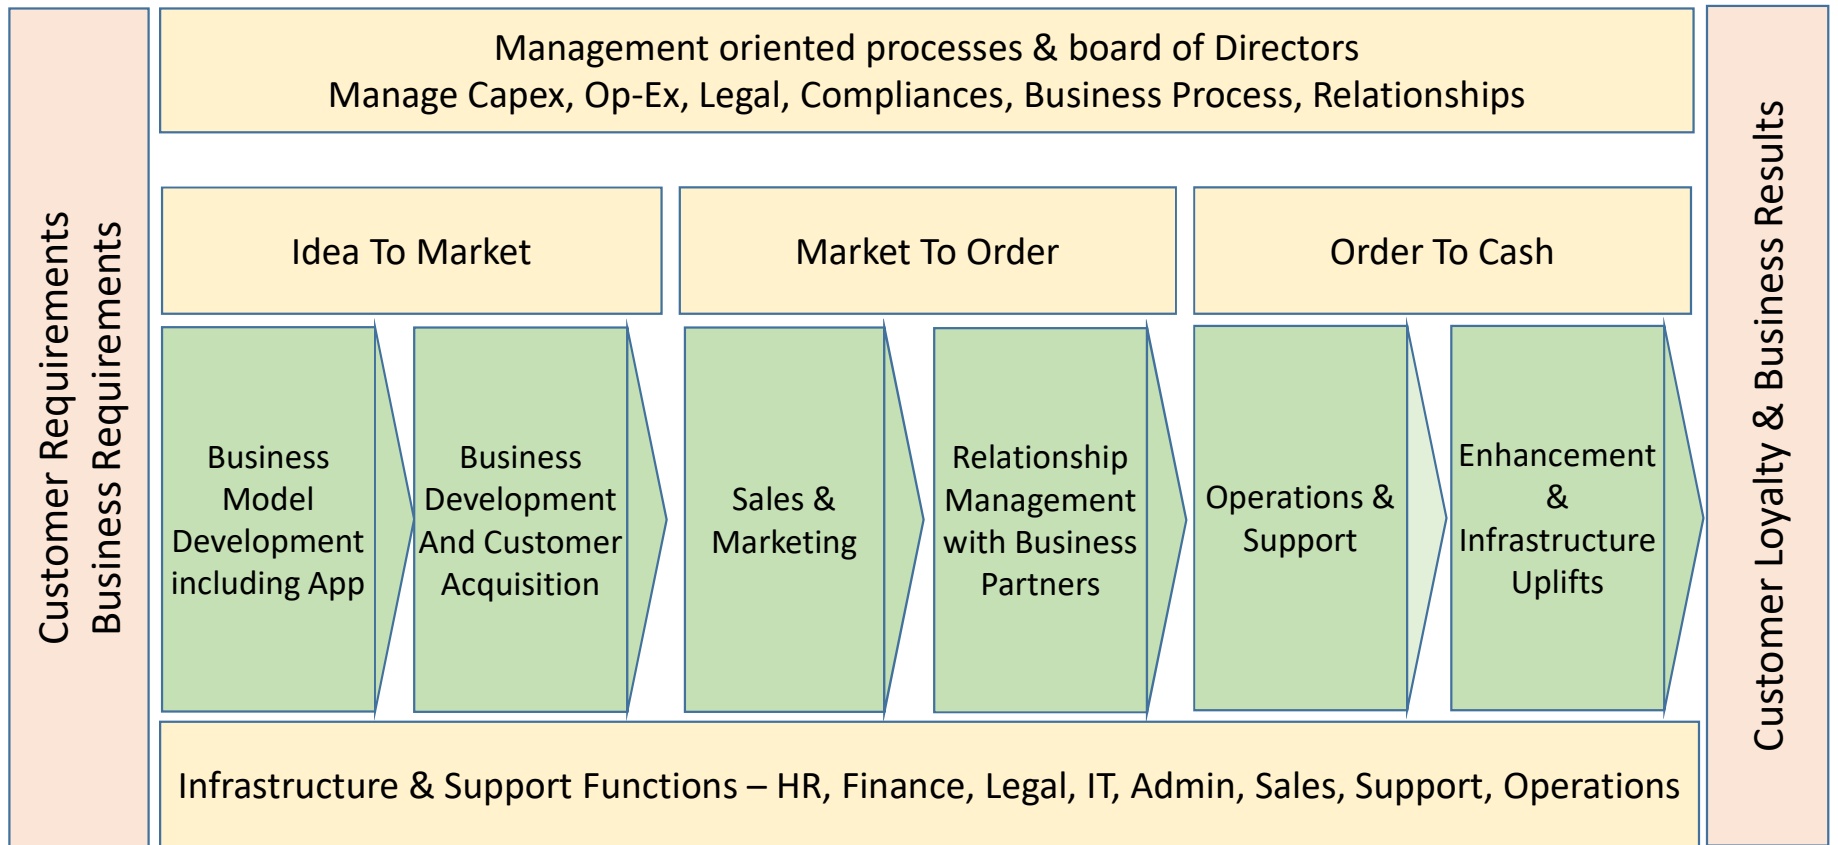 Customer Requirements
Business Requirements
Management oriented processes & board of Directors
Manage Capex, Op-Ex, Legal, Compliances, Business Process, Relationships
Idea To Market
Market To Order
Order To Cash
Business
Model
Development
including App
Business
Development
And Customer
Acquisition
Sales &
Marketing
Relationship
Management
with Business
Partners
Operations &
Support
Enhancement
&
Infrastructure
Uplifts
Infrastructure & Support Functions – HR, Finance, Legal, IT, Admin, Sales, Support, Operations
Customer Loyalty & Business Results